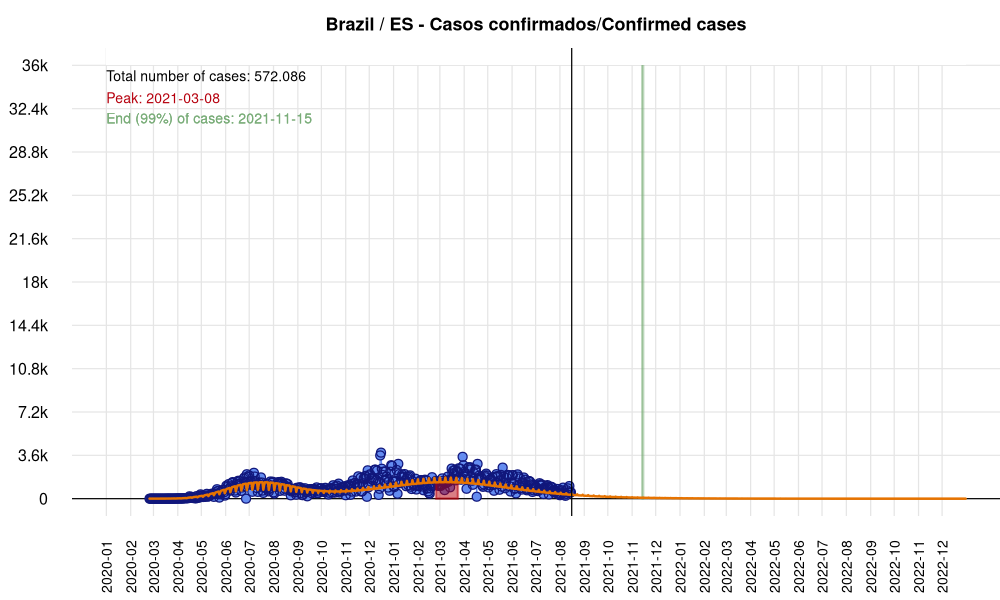 Brazil / ES - Casos confirmados/Confirmed cases
Total number of cases: 572.086
Peak: 2021-03-08
End (99%) of cases: 2021-11-15
36k
32.4k
28.8k
25.2k
21.6k
18k
14.4k
10.8k
7.2k
3.6k
0
2020-01
2020-02
2020-03
2020-04
2020-05
2020-06
2020-07
2020-08
2020-09
2020-10
2020-11
2020-12
2021-01
2021-02
2021-03
2021-04
2021-05
2021-06
2021-07
2021-08
2021-09
2021-10
2021-11
2021-12
2022-01
2022-02
2022-03
2022-04
2022-05
2022-06
2022-07
2022-08
2022-09
2022-10
2022-11
2022-12